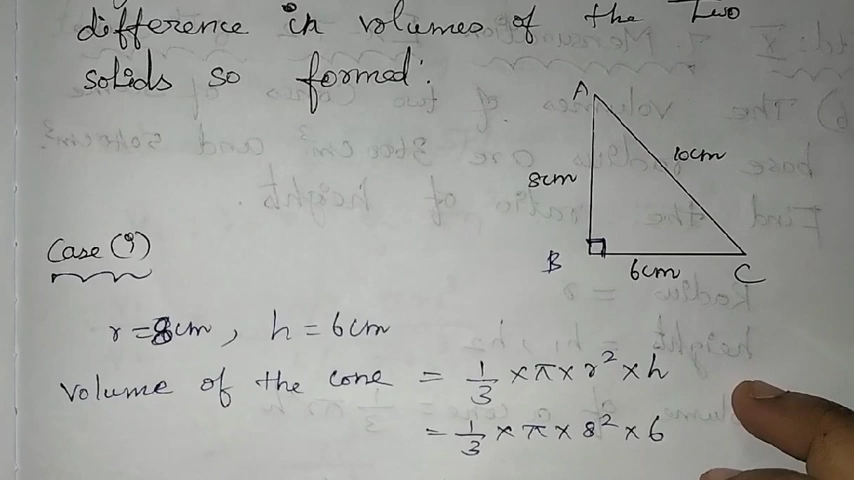 difference in volumes of the Two
solids so formed.
A
8cm
10cm
B
6cm
C
Case (i)
r = 8cm, h = 6cm
Volume of the cone = 1/3 × π × r² × h
= 1/3 × π × 8² × 6